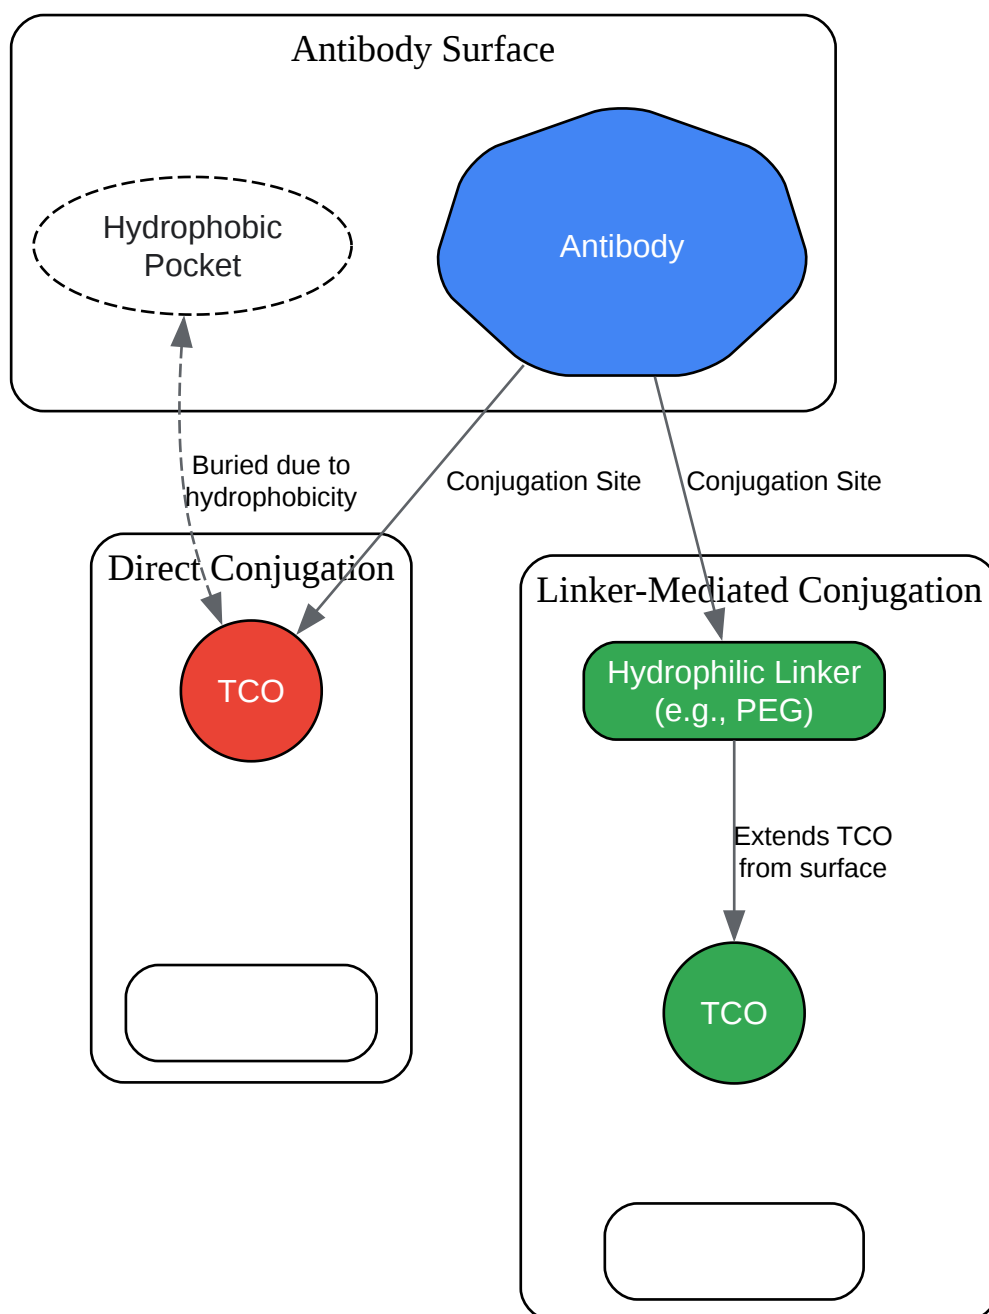 Antibody Surface
Hydrophobic
Pocket
Antibody
Buried due to
hydrophobicity
Conjugation Site
Conjugation Site
Direct Conjugation
Linker-Mediated Conjugation
TCO
Hydrophilic Linker
(e.g., PEG)
Extends TCO
from surface
TCO